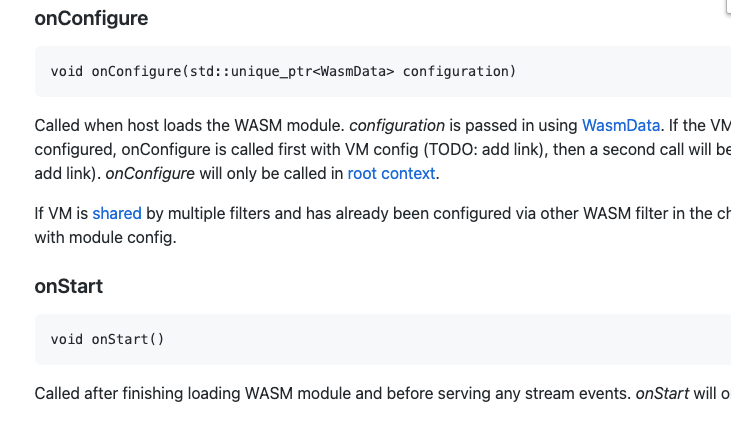 onConfigure
void onConfigure(std::unique_ptr<WasmData> configuration)
Called when host loads the WASM module. configuration is passed in using WasmData. If the VM
configured, onConfigure is called first with VM config (TODO: add link), then a second call will be
add link). onConfigure will only be called in root context.
If VM is shared by multiple filters and has already been configured via other WASM filter in the
with module config.
onStart
void onStart()
Called after finishing loading WASM module and before serving any stream events. onStart will